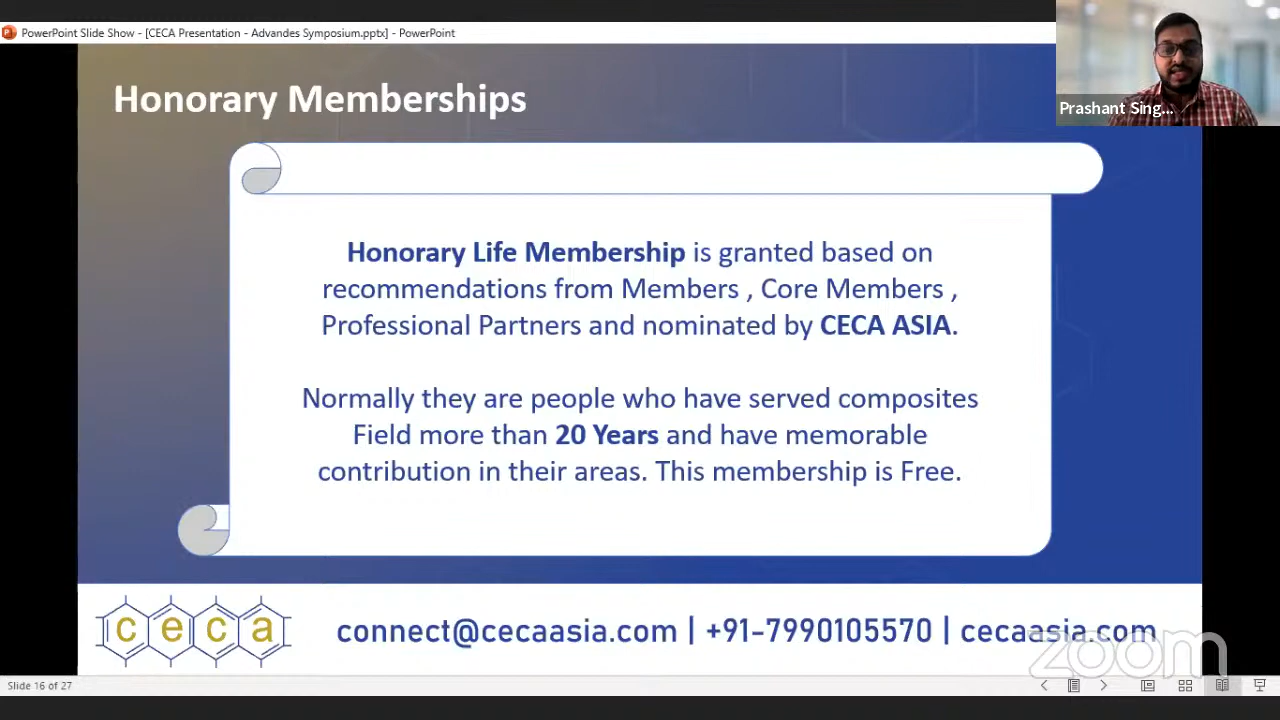 PowerPoint Slide Show - [CECA Presentation - Advandes Symposium.pptx] - PowerPoint
Prashant Sing...
Honorary Memberships
Honorary Life Membership is granted based on
recommendations from Members , Core Members ,
Professional Partners and nominated by CECA ASIA.
Normally they are people who have served composites
Field more than 20 Years and have memorable
contribution in their areas. This membership is Free.
ceca
connect@cecaasia.com | +91-7990105570 | cecaasia.com
zoom
Slide 16 of 27